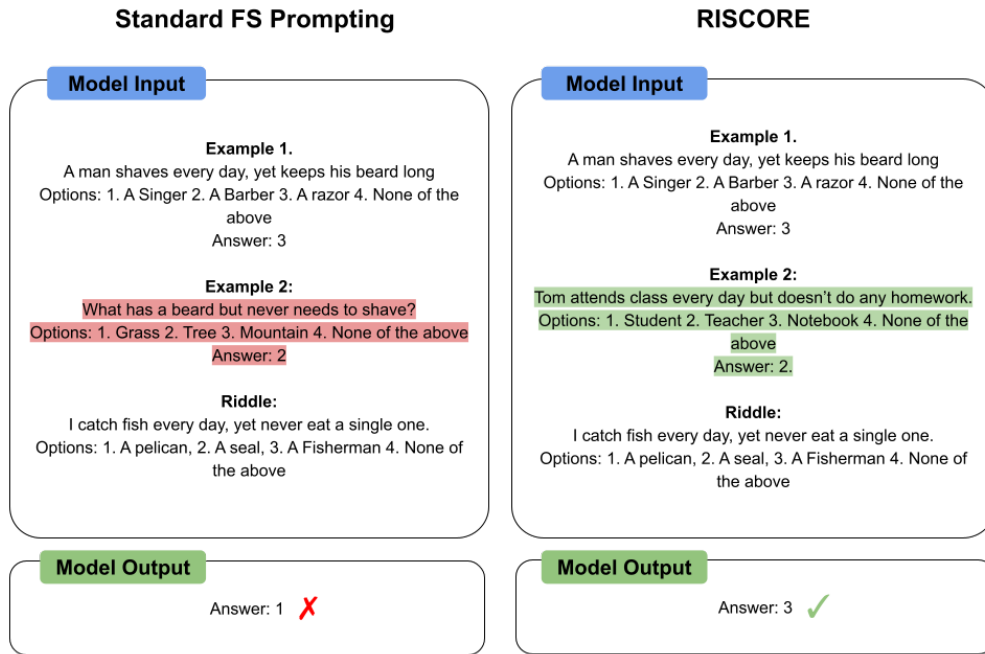 Standard FS Prompting
Model Input
Example 1.
A man shaves every day, yet keeps his beard long
Options: 1. A Singer 2. A Barber 3. A razor 4. None of the
above
Answer: 3
Example 2:
What has a beard but never needs to shave?
Options: 1. Grass 2. Tree 3. Mountain 4. None of the above
Answer: 2
Riddle:
I catch fish every day, yet never eat a single one.
Options: 1. A pelican, 2. A seal, 3. A Fisherman 4. None of
the above
Model Output
Answer: 1 ✗
RISCORE
Model Input
Example 1.
A man shaves every day, yet keeps his beard long
Options: 1. A Singer 2. A Barber 3. A razor 4. None of the
above
Answer: 3
Example 2:
Tom attends class every day but doesn't do any homework.
Options: 1. Student 2. Teacher 3. Notebook 4. None of the
above
Answer: 2.
Riddle:
I catch fish every day, yet never eat a single one.
Options: 1. A pelican, 2. A seal, 3. A Fisherman 4. None of
the above
Model Output
Answer: 3 ✓